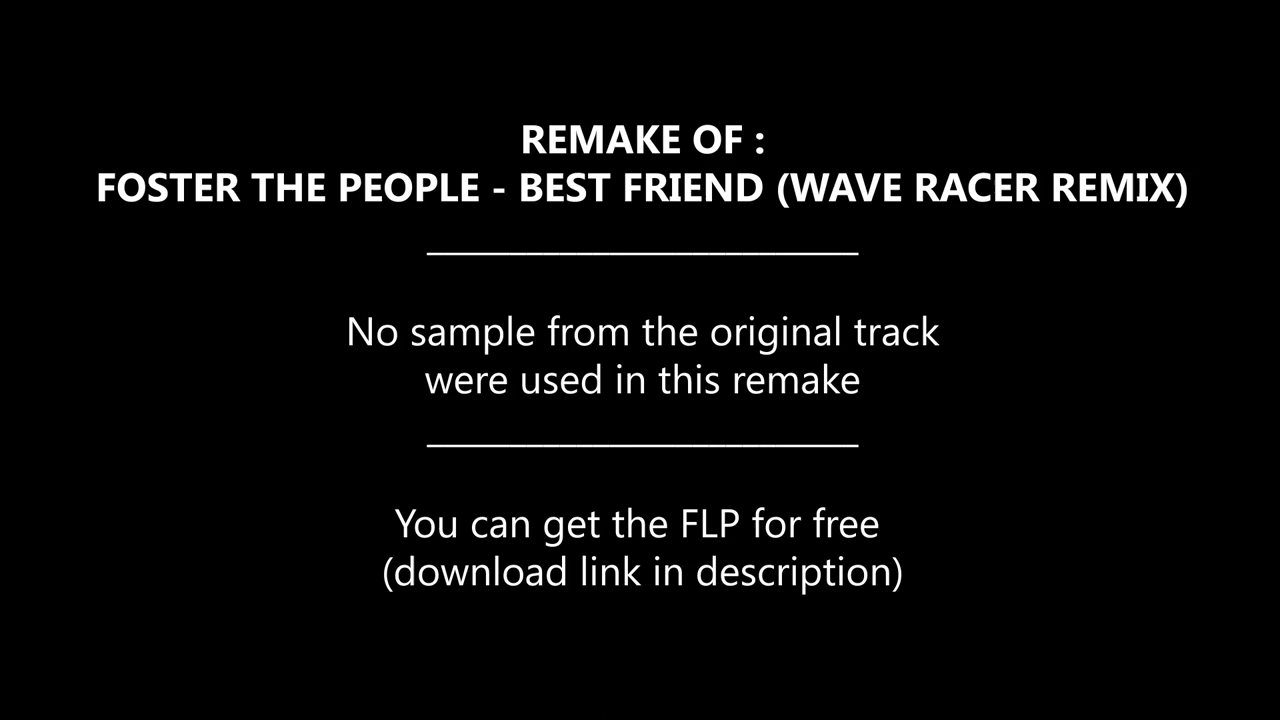 REMAKE OF :
FOSTER THE PEOPLE - BEST FRIEND (WAVE RACER REMIX)
No sample from the original track
were used in this remake
You can get the FLP for free
(download link in description)